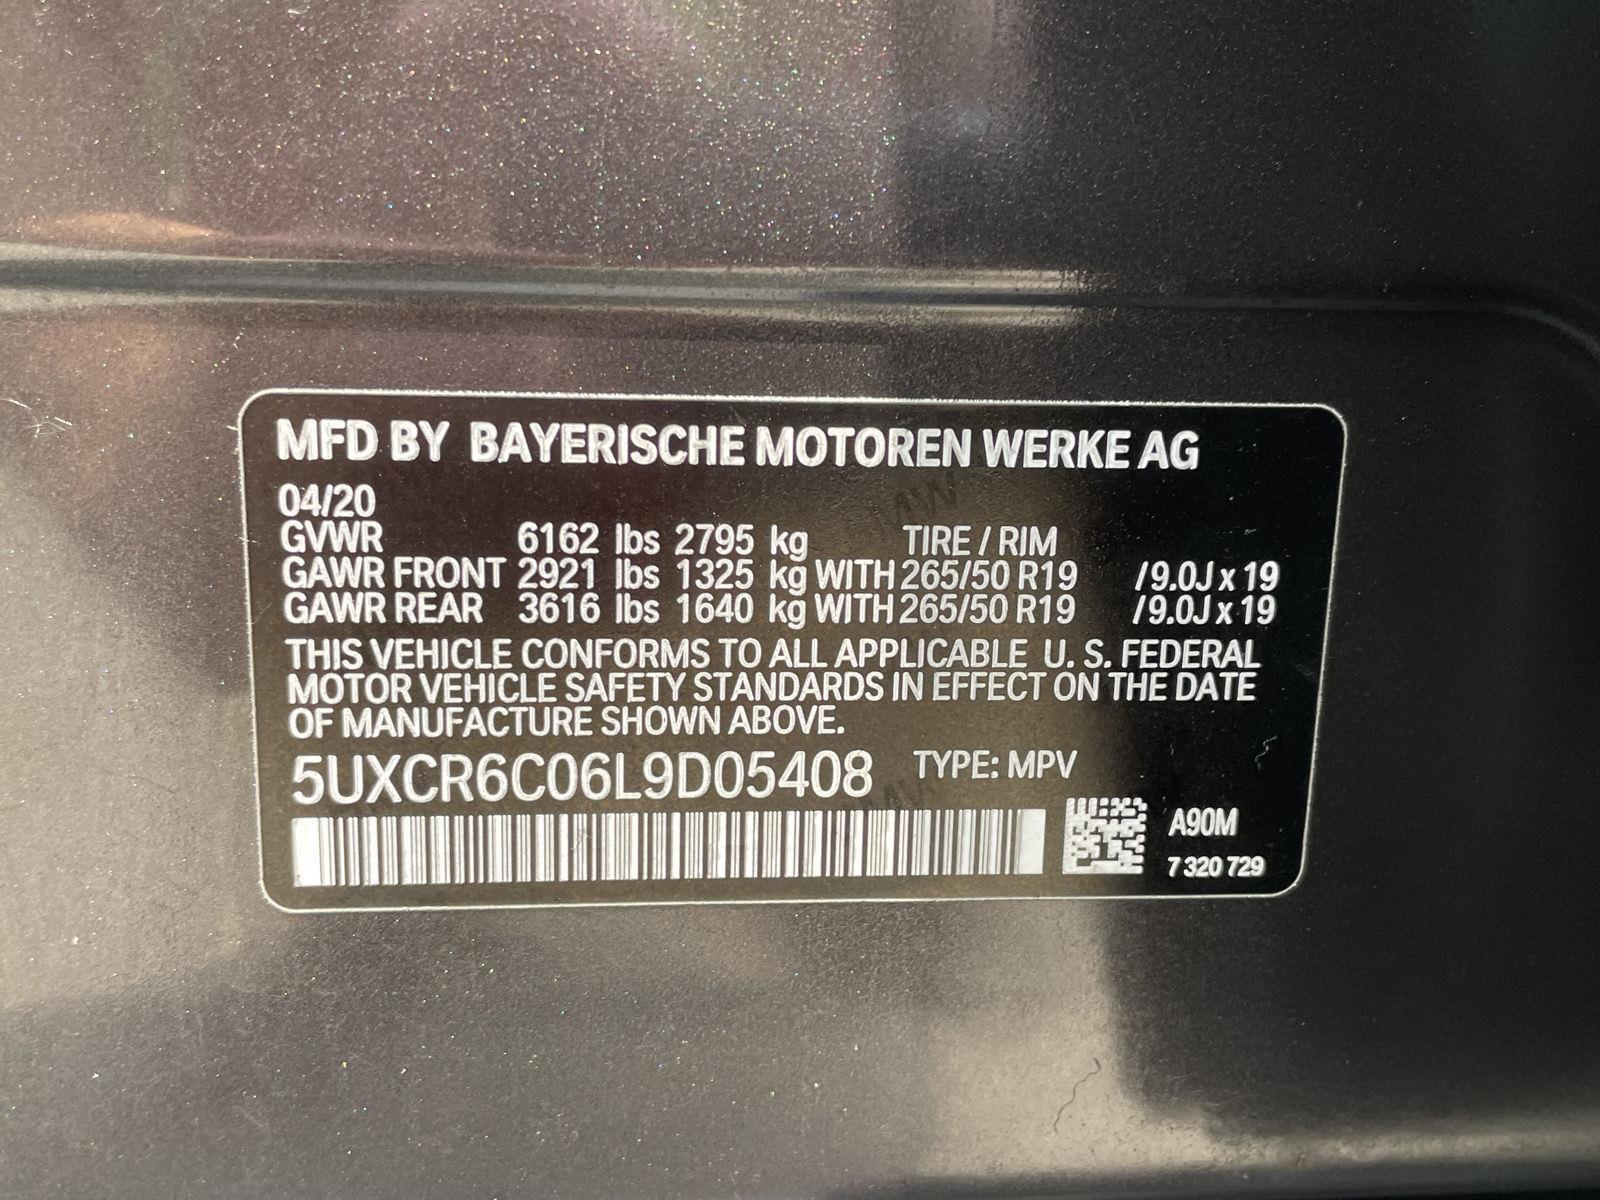 MFD BY BAYERISCHE MOTOREN WERKE AG
04/20
GVWR 6162 lbs 2795 kg TIRE / RIM
GAWR FRONT 2921 lbs 1325 kg WITH 265/50 R19 /9.0J x 19
GAWR REAR 3616 lbs 1640 kg WITH 265/50 R19 /9.0J x 19
THIS VEHICLE CONFORMS TO ALL APPLICABLE U. S. FEDERAL
MOTOR VEHICLE SAFETY STANDARDS IN EFFECT ON THE DATE
OF MANUFACTURE SHOWN ABOVE.
5UXCR6C06L9D05408 TYPE: MPV
A90M
7 320 729